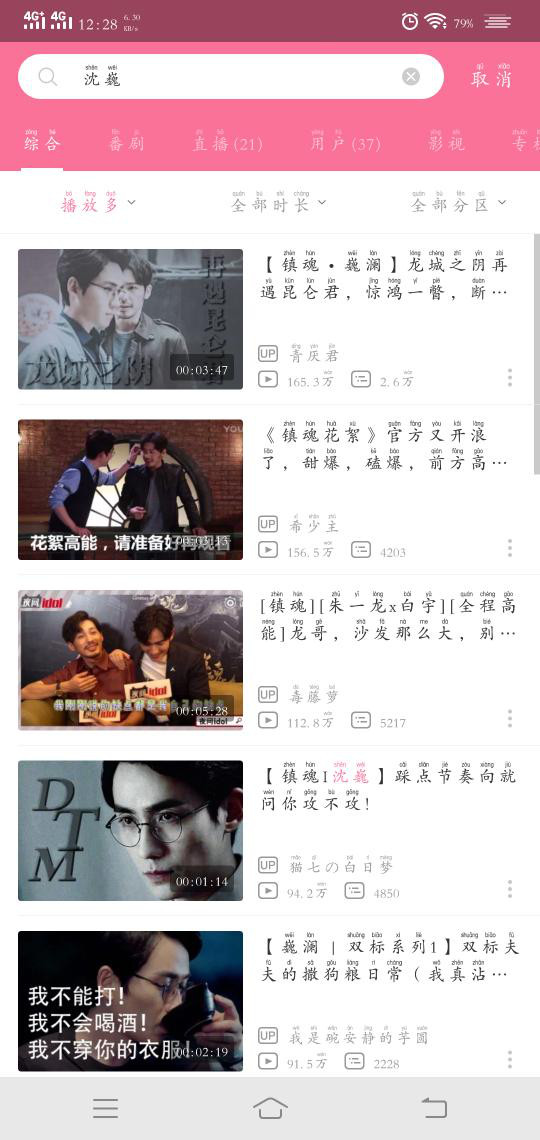 4G+ 4G 12:28 6.30 KB/s 79%
沈巍 取消
综合 番剧 直播(21) 用户(37) 影视
播放多 全部时长 全部分区
【镇魂•巍澜】龙城之阴再
遇昆仑君，惊鸿一瞥，断…
再遇昆仑君
龙城之阴
00:03:47
UP 青厌君
165.3万 2.6万
《镇魂花絮》官方又开浪
了，甜爆，磕爆，前方高…
花絮高能，请准备好再观看
00:03:13
UP 希少主
156.5万 4203
[镇魂][朱一龙x白宇][全程高
能]龙哥，沙发那么大，别…
夜问idol
00:05:28
UP 毒藤萝
112.8万 5217
【镇魂I沈巍】踩点节奏向就
问你攻不攻!
DTM
00:01:14
UP 猫七の白日梦
94.2万 4850
【巍澜 | 双标系列1】双标夫
夫的撒狗粮日常（我真沾…
我不能打!
我不会喝酒!
我不穿你的衣服!
00:02:19
UP 我是碗安静的芋圆
91.5万 2228